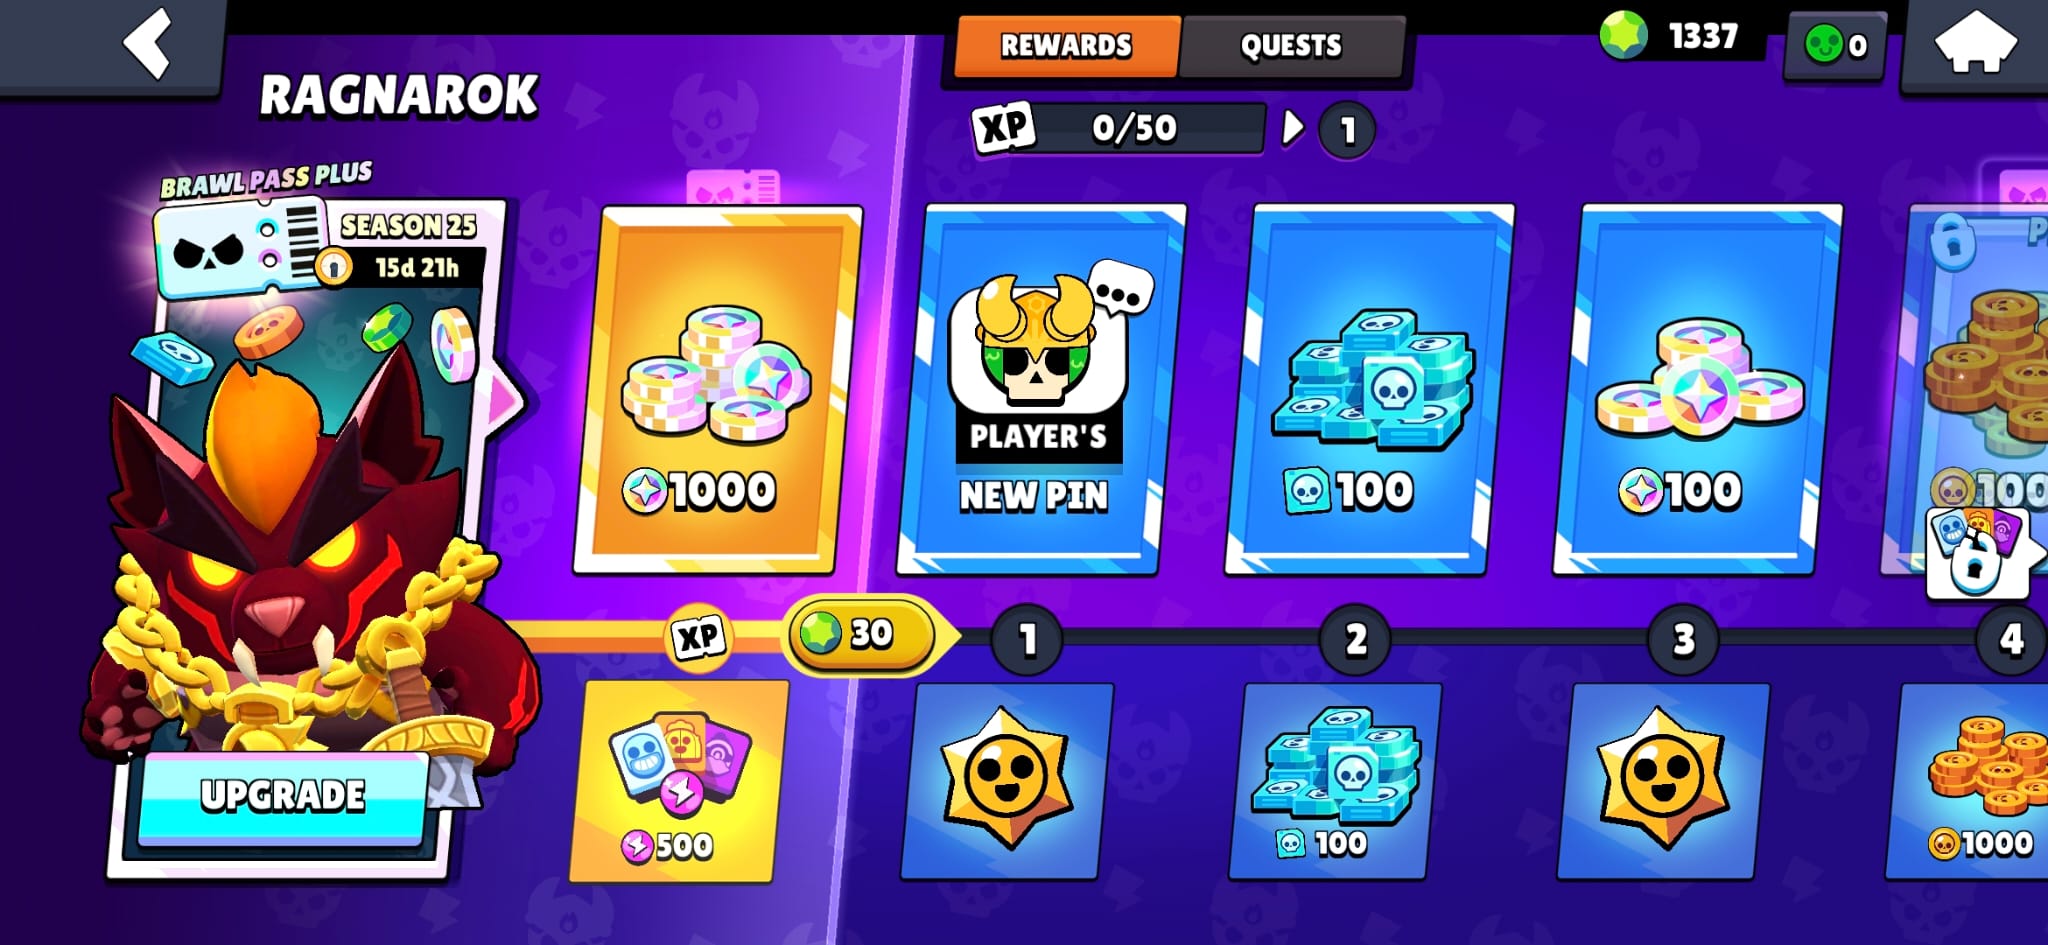 REWARDS
QUESTS
1337
0
RAGNAROK
XP
0/50
1
BRAWL PASS PLUS
SEASON 25
15d 21h
PLAYER'S
NEW PIN
1000
100
100
XP
30
1
2
3
4
UPGRADE
500
100
1000